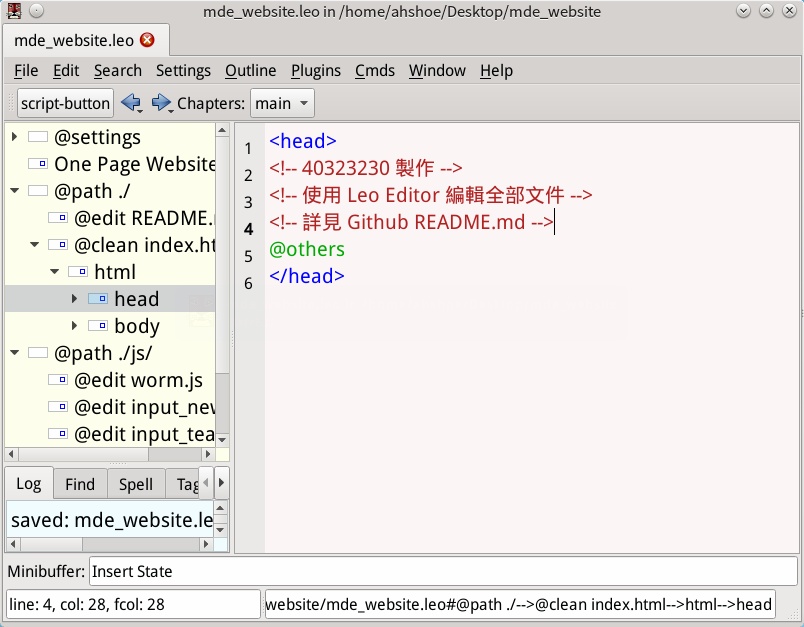 mde_website.leo in /home/ahshoe/Desktop/mde_website
mde_website.leo
File Edit Search Settings Outline Plugins Cmds Window Help
script-button Chapters: main
@settings
One Page Website
@path ./
@edit README.
@clean index.ht
html
head
body
@path ./js/
@edit worm.js
@edit input_nev
@edit input_tea
Log Find Spell Tag
saved: mde_website.le
1 <head>
2 <!-- 40323230 製作 -->
3 <!-- 使用 Leo Editor 編輯全部文件 -->
4 <!-- 詳見 Github README.md -->
5 @others
6 </head>
Minibuffer: Insert State
line: 4, col: 28, fcol: 28
website/mde_website.leo#@path ./-->@clean index.html-->html-->head